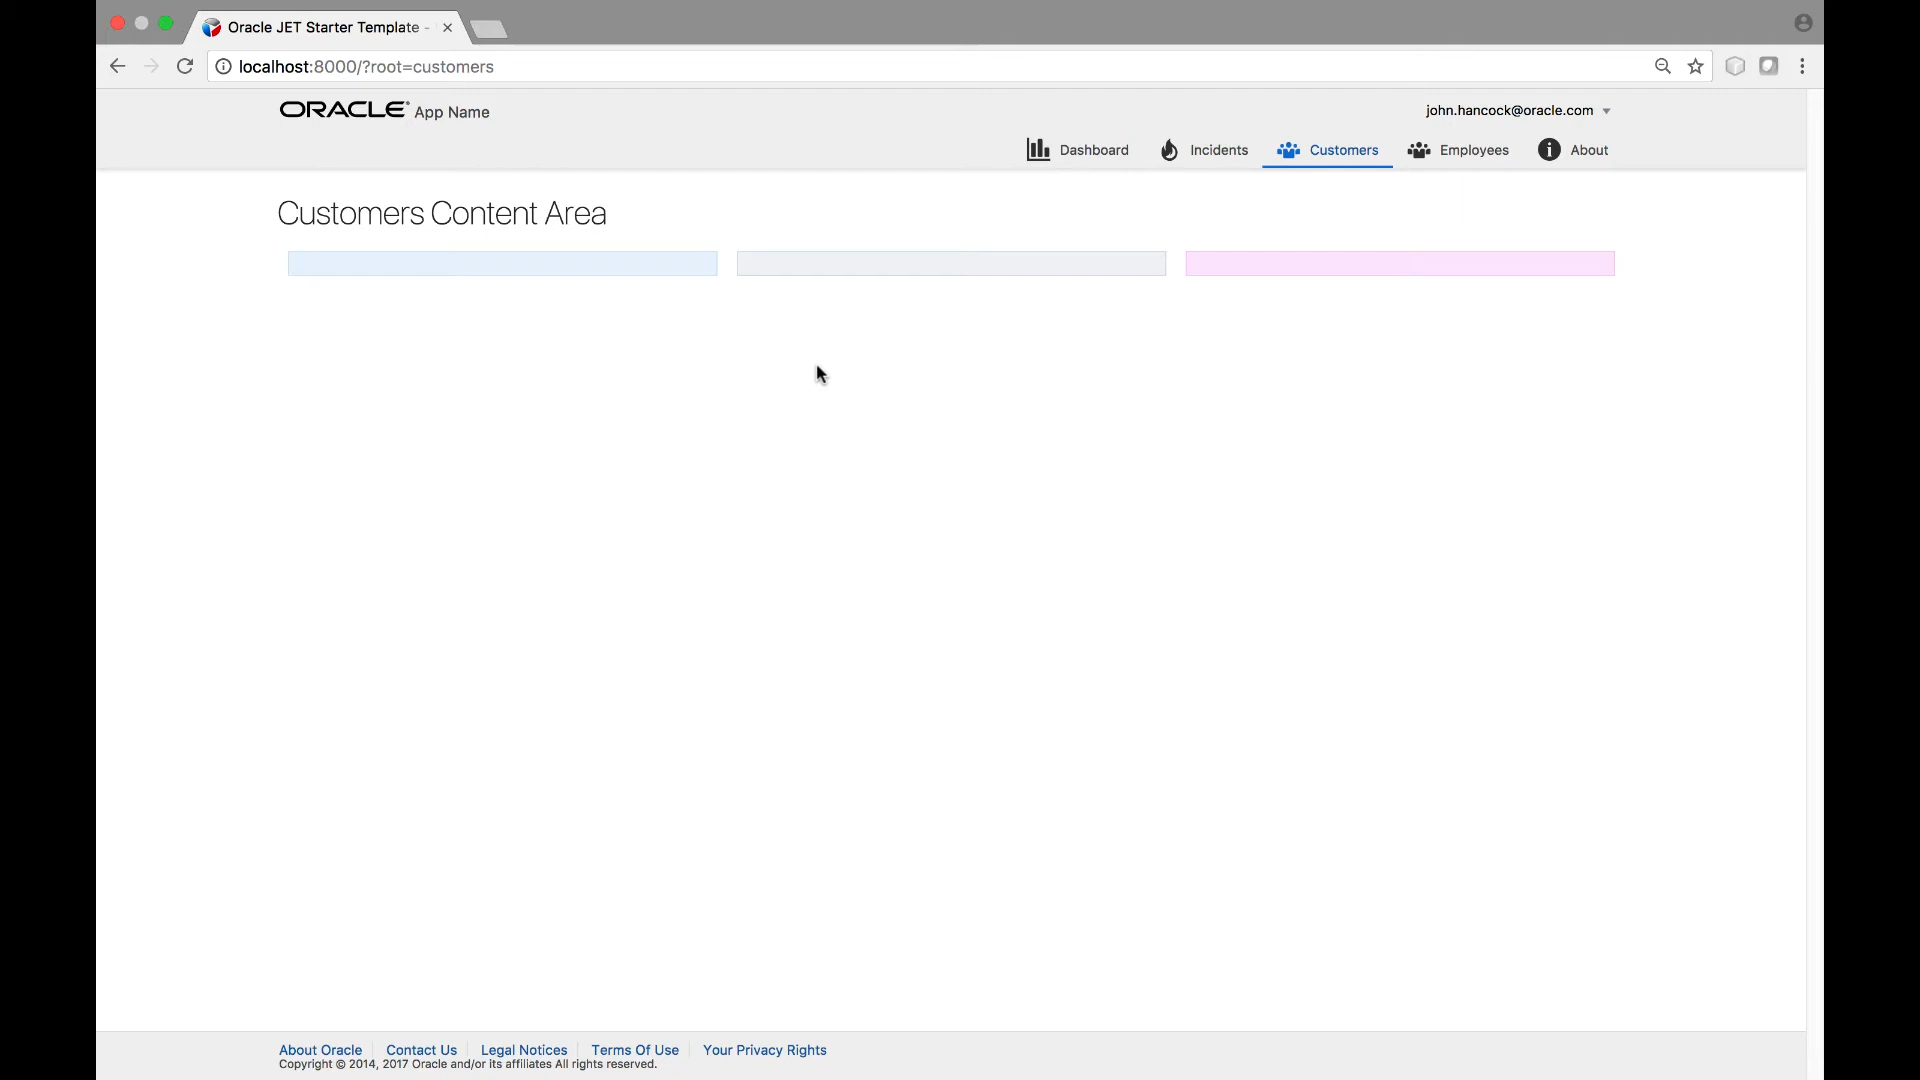 Oracle JET Starter Template -
localhost:8000/?root=customers
ORACLE App Name
john.hancock@oracle.com
Dashboard
Incidents
Customers
Employees
About
Customers Content Area
About Oracle
Contact Us
Legal Notices
Terms Of Use
Your Privacy Rights
Copyright © 2014, 2017 Oracle and/or its affiliates All rights reserved.